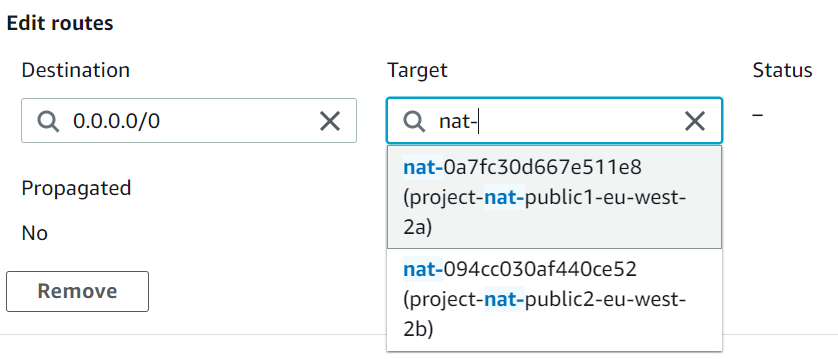 Edit routes
Destination
Target
Status
0.0.0.0/0
nat-
–
nat-0a7fc30d667e511e8
(project-nat-public1-eu-west-
2a)
Propagated
No
nat-094cc030af440ce52
(project-nat-public2-eu-west-
2b)
Remove